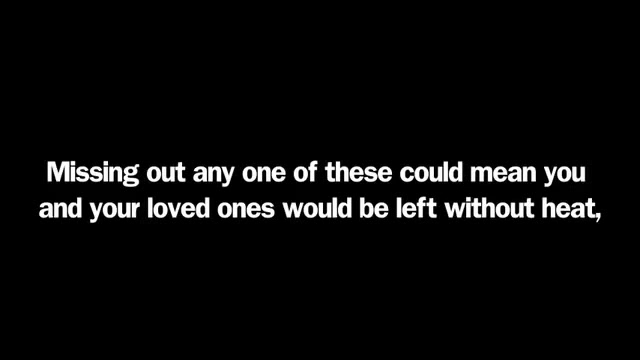 Missing out any one of these could mean you
and your loved ones would be left without heat,